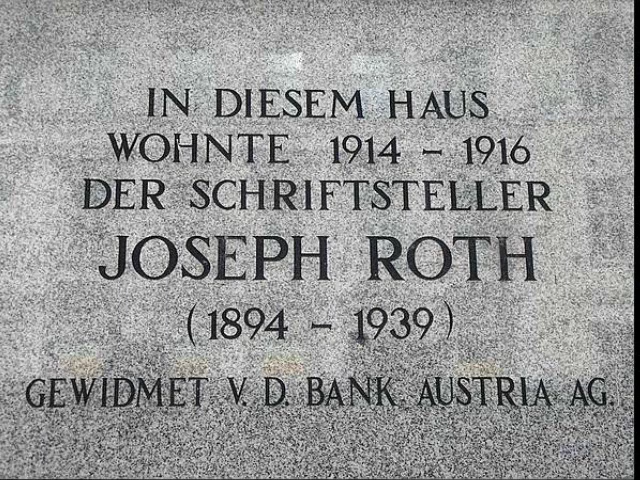 IN DIESEM HAUS
WOHNTE 1914 – 1916
DER SCHRIFTSTELLER
JOSEPH ROTH
(1894 – 1939)
GEWIDMET V. D. BANK AUSTRIA AG.